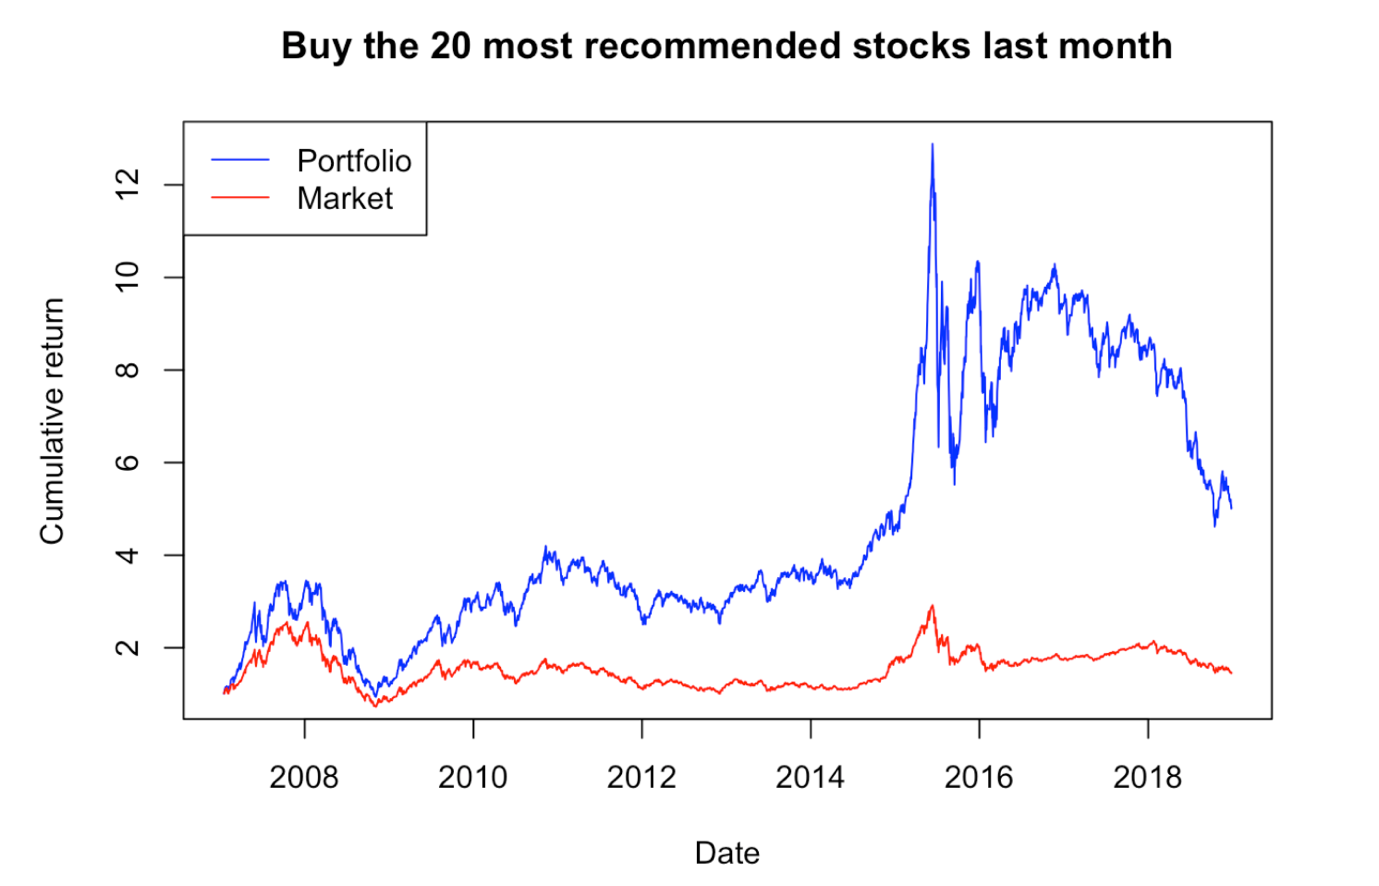 Buy the 20 most recommended stocks last month
Portfolio
Market
12
10
8
6
4
2
Cumulative return
2008 2010 2012 2014 2016 2018
Date